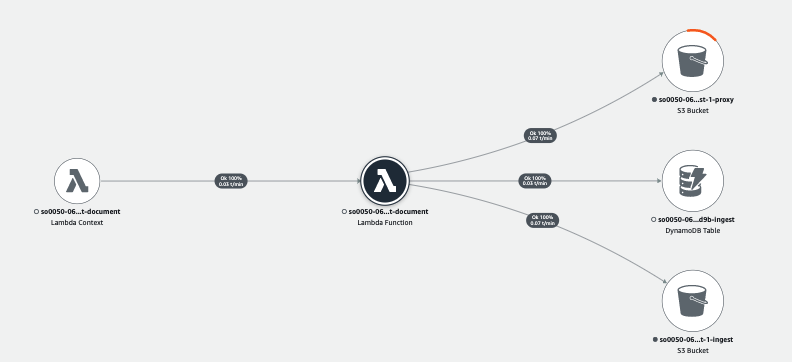 so0050-06...st-1-proxy
S3 Bucket
Ok 100%
0.07 t/min
Ok 100%
0.03 t/min
Ok 100%
0.03 t/min
so0050-06...t-document
Lambda Context
so0050-06...t-document
Lambda Function
so0050-06...d9b-ingest
DynamoDB Table
Ok 100%
0.07 t/min
so0050-06...t-1-ingest
S3 Bucket